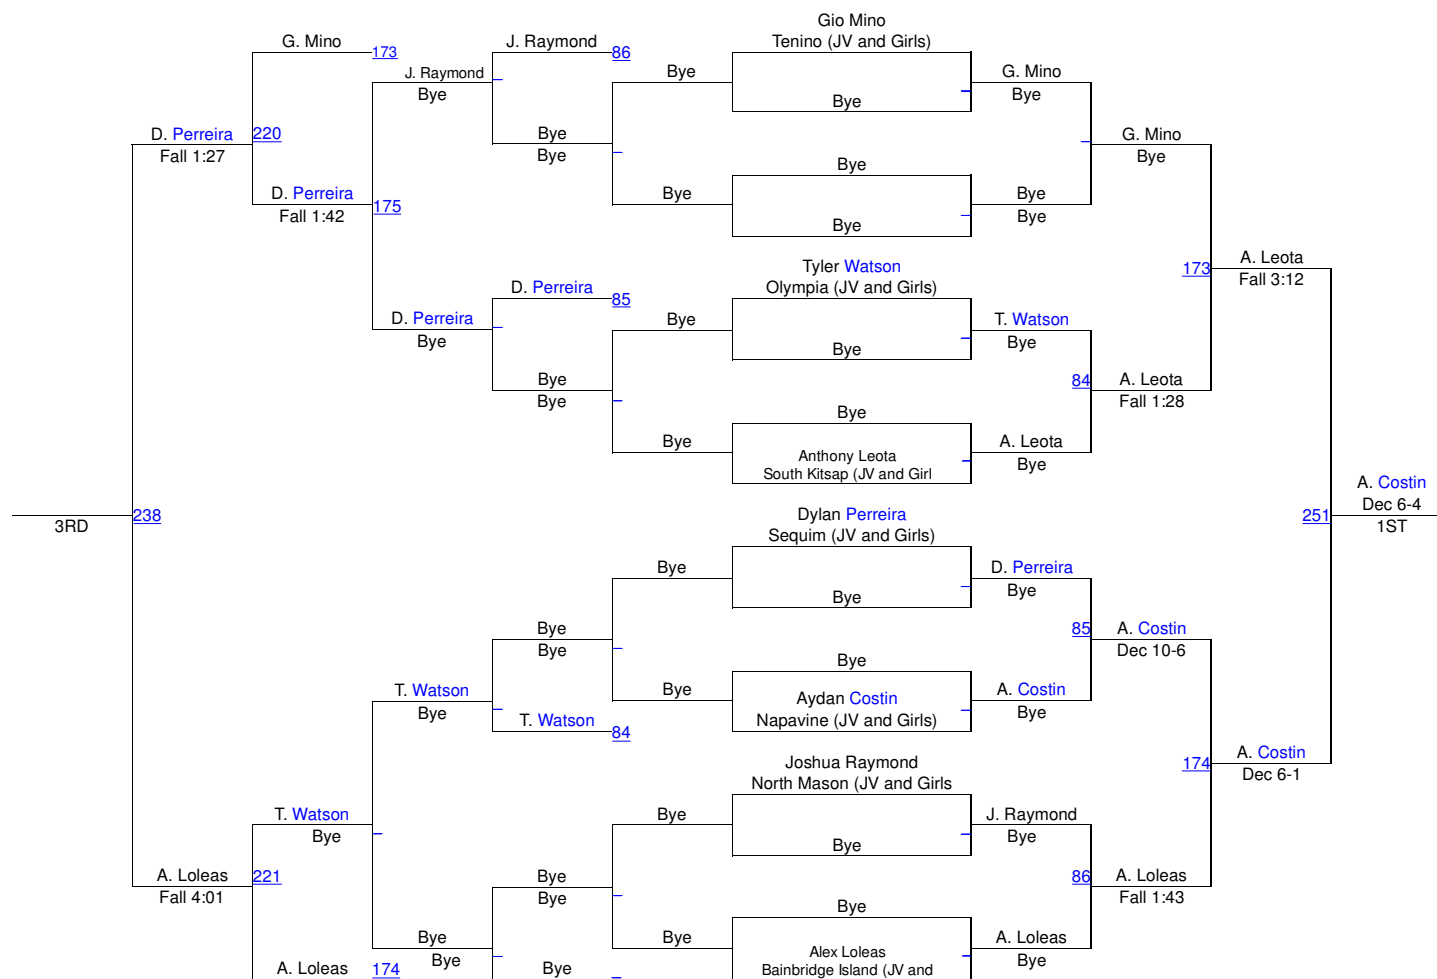 Gio Mino
Tenino (JV and Girls)
G. Mino
173
J. Raymond
86
J. Raymond
Bye
Bye
G. Mino
Bye
Bye
D. Perreira
Fall 1:27
220
Bye
Bye
G. Mino
Bye
Bye
D. Perreira
Fall 1:42
175
Bye
Bye
Bye
Bye
Tyler Watson
Olympia (JV and Girls)
173
A. Leota
Fall 3:12
D. Perreira
85
D. Perreira
Bye
Bye
T. Watson
Bye
Bye
Bye
Bye
84
A. Leota
Fall 1:28
Bye
Bye
Anthony Leota
South Kitsap (JV and Girl
A. Leota
Bye
3RD
238
Dylan Perreira
Sequim (JV and Girls)
251
A. Costin
Dec 6-4
1ST
Bye
D. Perreira
Bye
Bye
Bye
Bye
85
A. Costin
Dec 10-6
Bye
T. Watson
Bye
Bye
Aydan Costin
Napavine (JV and Girls)
A. Costin
Bye
T. Watson
84
Joshua Raymond
North Mason (JV and Girls
174
A. Costin
Dec 6-1
T. Watson
Bye
Bye
J. Raymond
Bye
Bye
A. Loleas
Fall 4:01
221
Bye
Bye
86
A. Loleas
Fall 1:43
Bye
Bye
Bye
Bye
Alex Loleas
Bainbridge Island (JV and
A. Loleas
Bye
A. Loleas
174
Bye